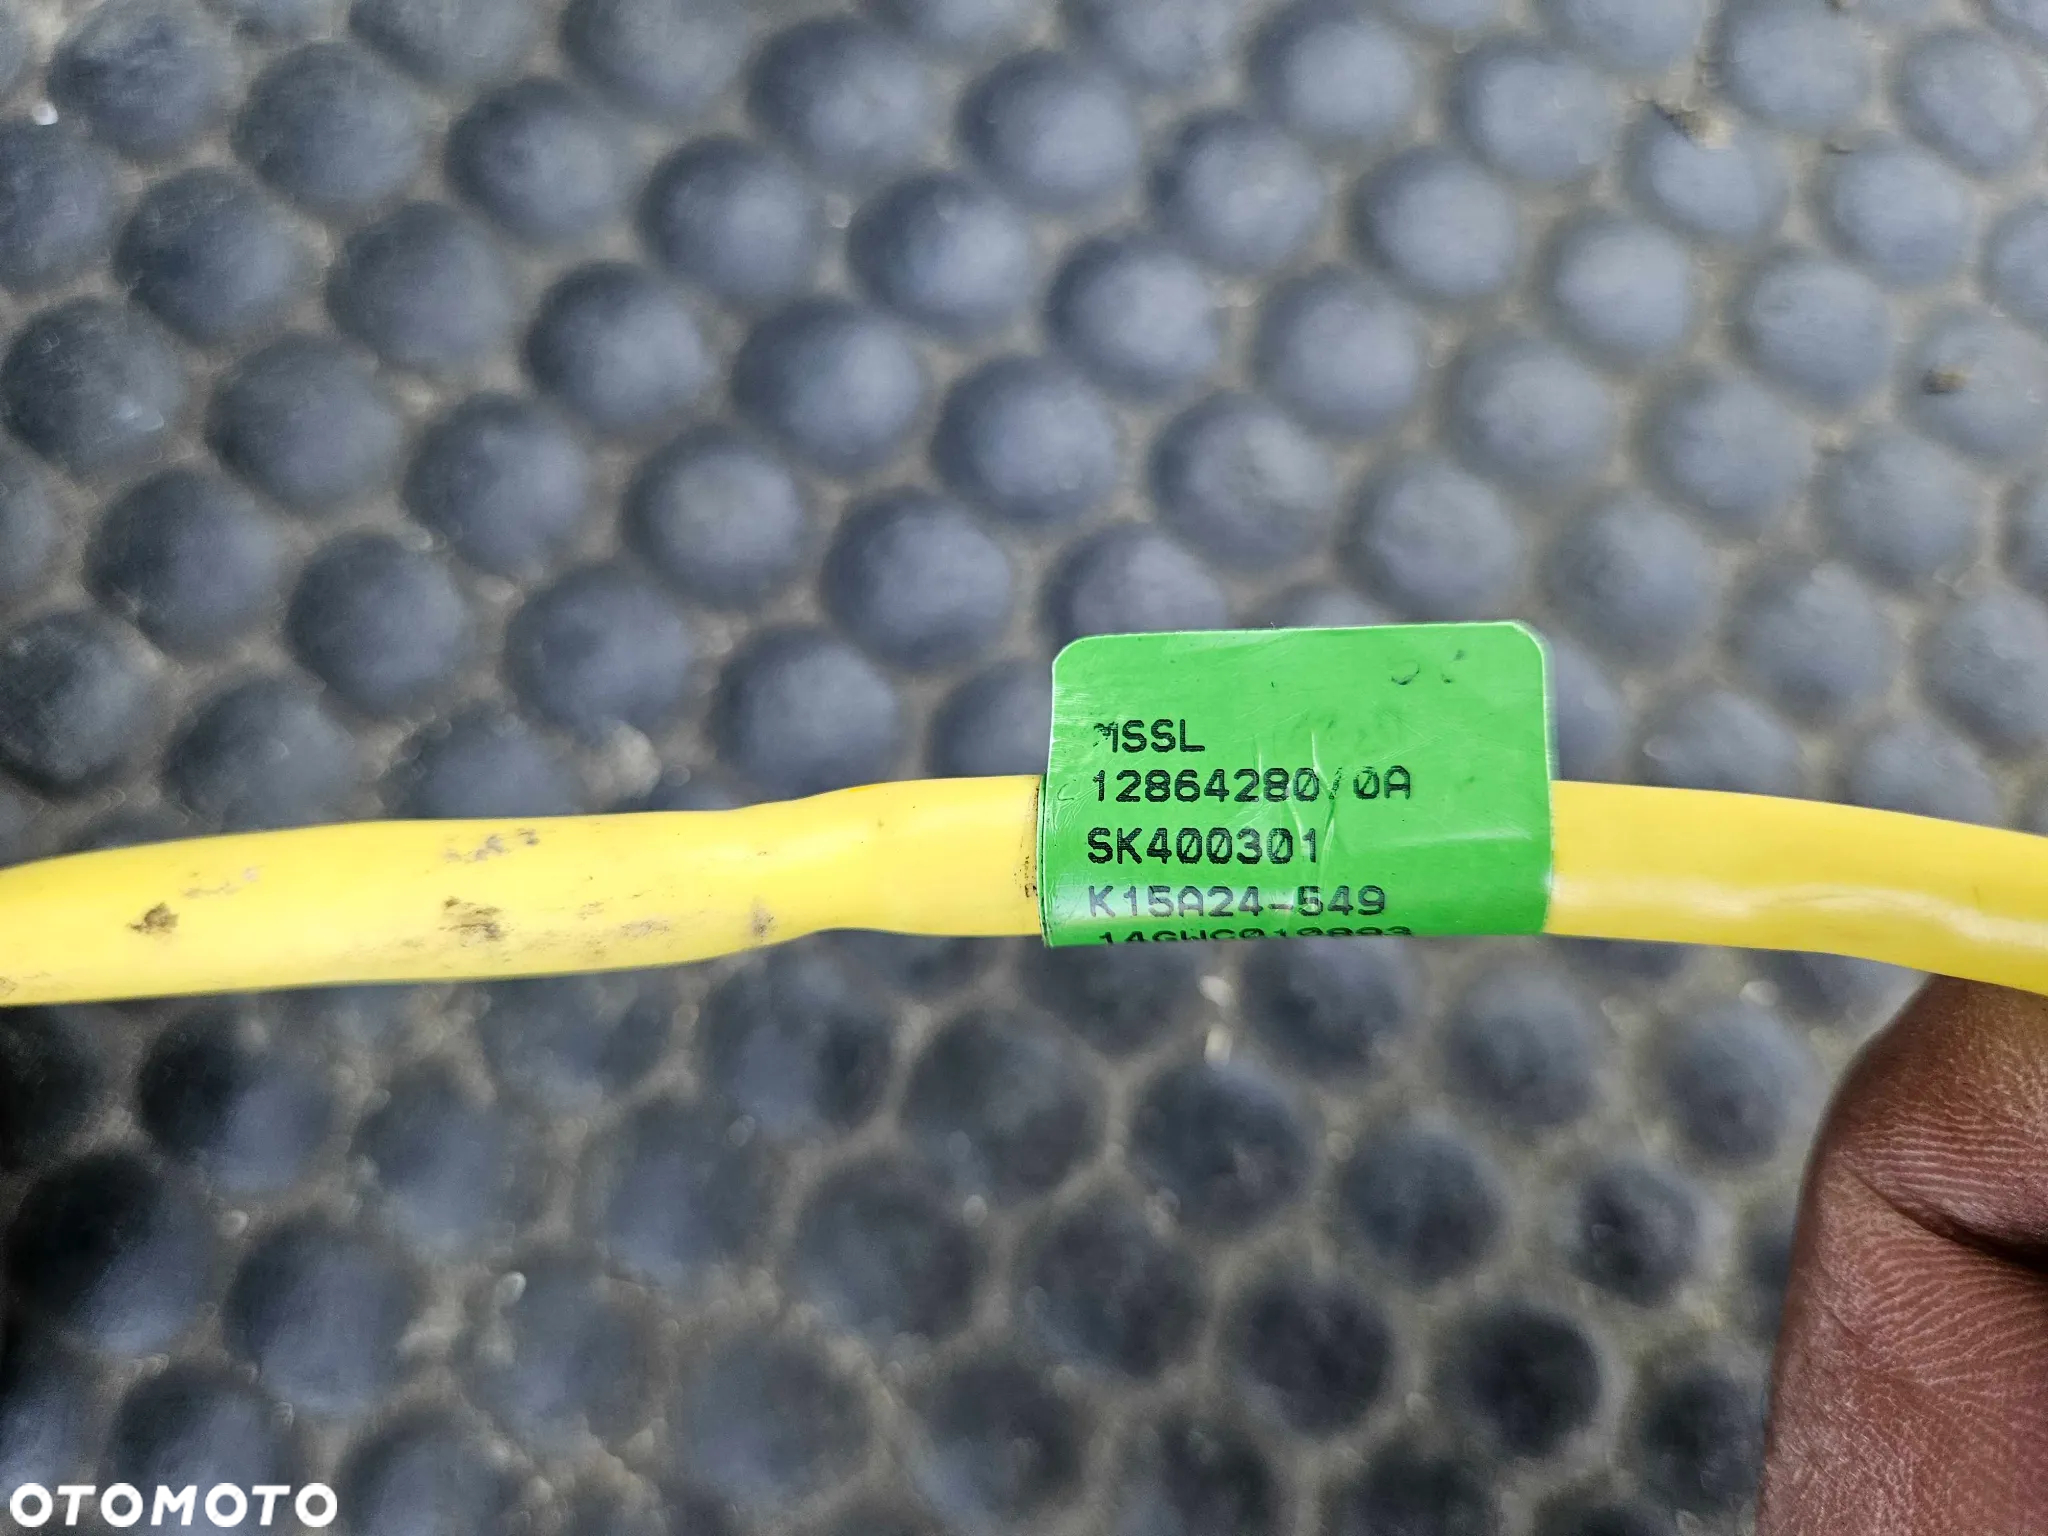 MSSL
12864280/0A
SK400301
K15A24-549
OTOMOTO